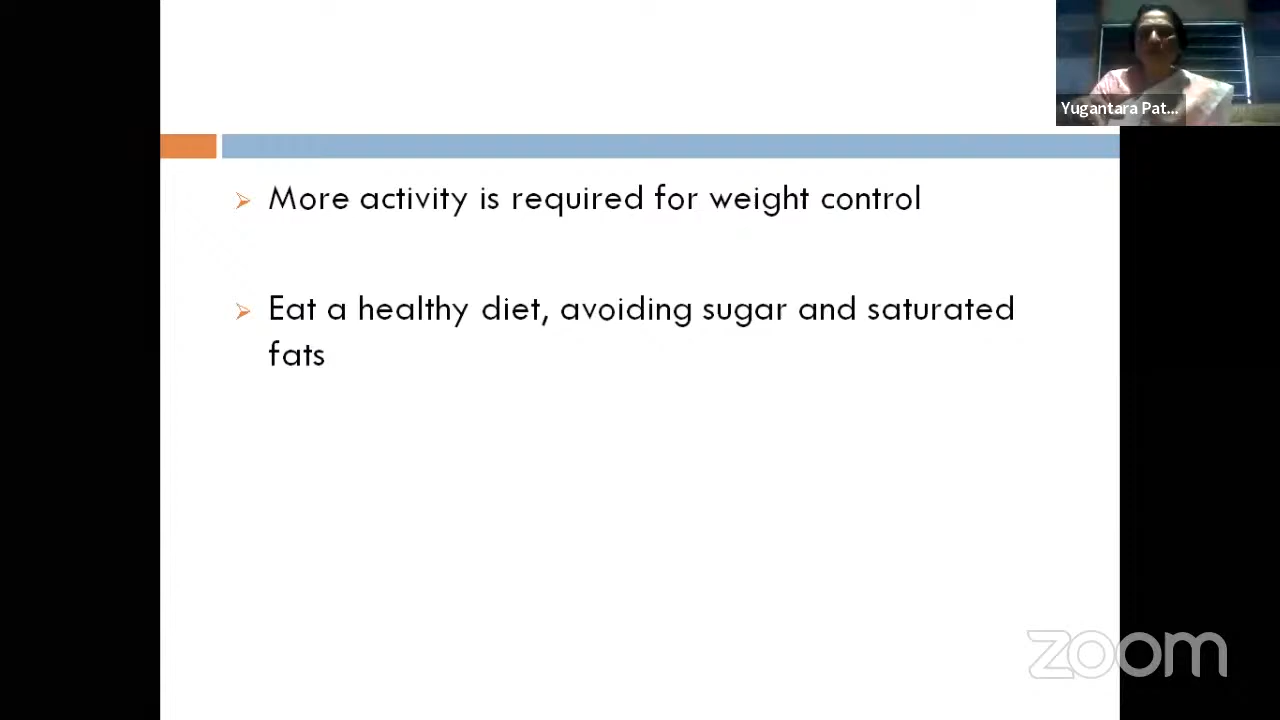 Yugantara Pat...
More activity is required for weight control
Eat a healthy diet, avoiding sugar and saturated
fats
zoom